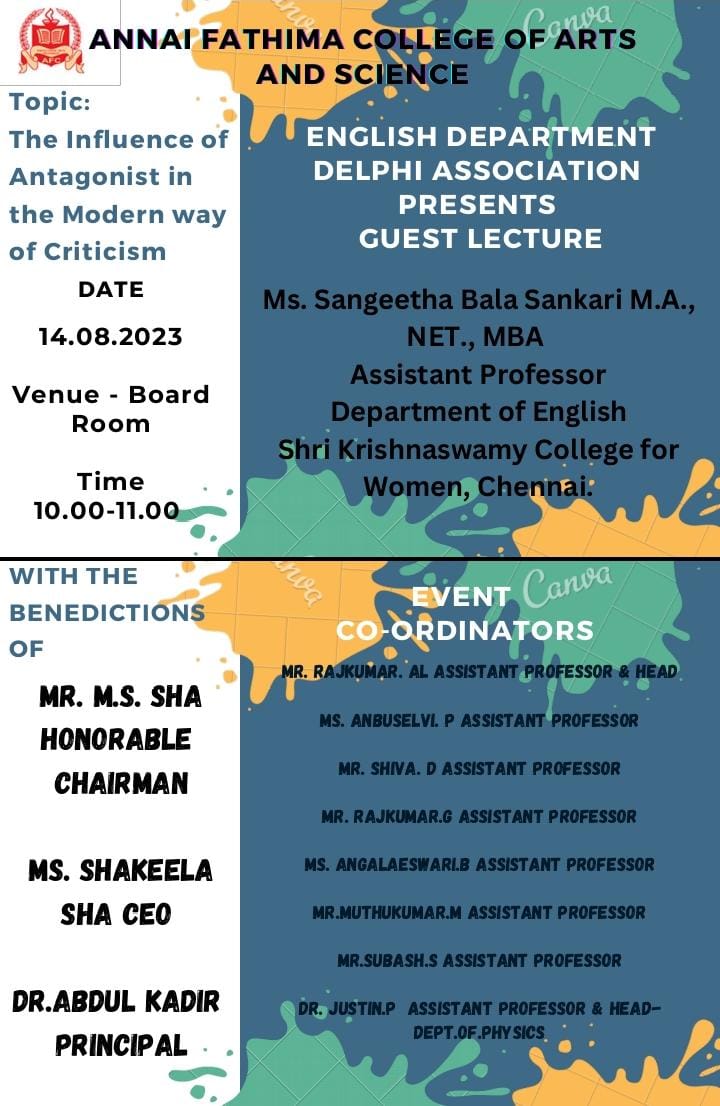 ANNAI FATHIMA COLLEGE OF ARTS
AND SCIENCE
AFC
Canva
Topic:
The Influence of
Antagonist in
the Modern way
of Criticism
DATE
14.08.2023
Venue - Board
Room
Time
10.00-11.00
ENGLISH DEPARTMENT
DELPHI ASSOCIATION
PRESENTS
GUEST LECTURE
Ms. Sangeetha Bala Sankari M.A.,
NET., MBA
Assistant Professor
Department of English
Shri Krishnaswamy College for
Women, Chennai.
WITH THE
BENEDICTIONS
OF
MR. M.S. SHA
HONORABLE
CHAIRMAN
MS. SHAKEELA
SHA CEO
DR.ABDUL KADIR
PRINCIPAL
Canva
EVENT
CO-ORDINATORS
MR. RAJKUMAR. AL ASSISTANT PROFESSOR & HEAD
MS. ANBUSELVI. P ASSISTANT PROFESSOR
MR. SHIVA. D ASSISTANT PROFESSOR
MR. RAJKUMAR.G ASSISTANT PROFESSOR
MS. ANGALAESWARI.B ASSISTANT PROFESSOR
MR.MUTHUKUMAR.M ASSISTANT PROFESSOR
MR.SUBASH.S ASSISTANT PROFESSOR
DR. JUSTIN.P ASSISTANT PROFESSOR & HEAD-
DEPT.OF.PHYSICS